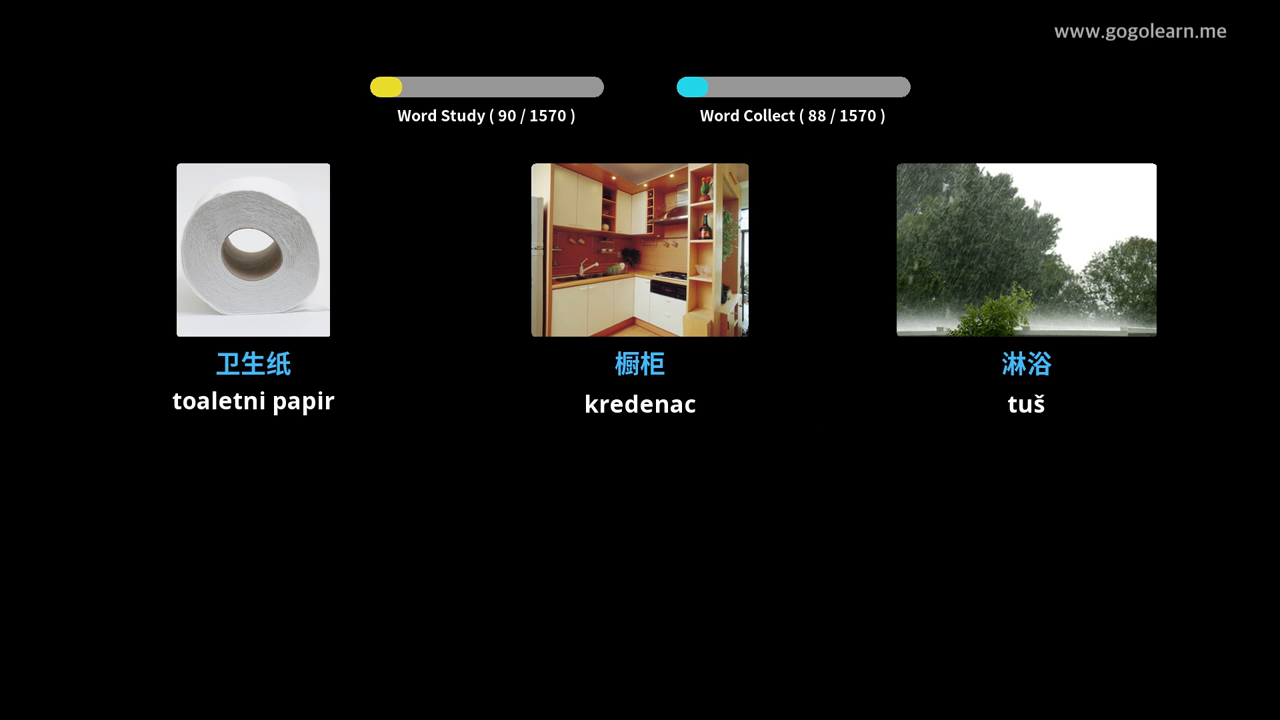 www.gogolearn.me
Word Study ( 90 / 1570 )
Word Collect ( 88 / 1570 )
卫生纸
橱柜
淋浴
toaletni papir
kredenac
tuš